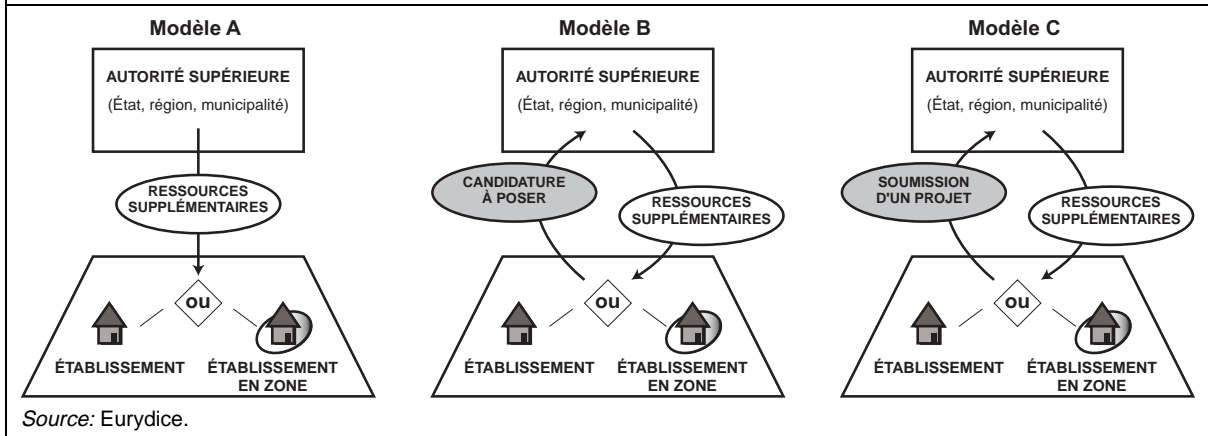 Modèle A
AUTORITÉ SUPÉRIEURE
(État, région, municipalité)
RESSOURCES
SUPPLÉMENTAIRES
ou
ÉTABLISSEMENT
ÉTABLISSEMENT
EN ZONE
Modèle B
AUTORITÉ SUPÉRIEURE
(État, région, municipalité)
CANDIDATURE
À POSER
RESSOURCES
SUPPLÉMENTAIRES
ou
ÉTABLISSEMENT
ÉTABLISSEMENT
EN ZONE
Modèle C
AUTORITÉ SUPÉRIEURE
(État, région, municipalité)
SOUMISSION
D'UN PROJET
RESSOURCES
SUPPLÉMENTAIRES
ou
ÉTABLISSEMENT
ÉTABLISSEMENT
EN ZONE
Source: Eurydice.